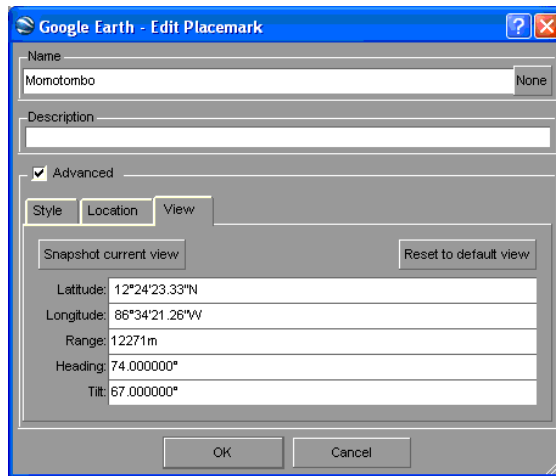 Google Earth - Edit Placemark
Name
Momotombo None
Description
Advanced
Style Location View
Snapshot current view Reset to default view
Latitude: 12°24'23.33"N
Longitude: 86°34'21.26"W
Range: 12271m
Heading: 74.000000°
Tilt: 67.000000°
OK Cancel